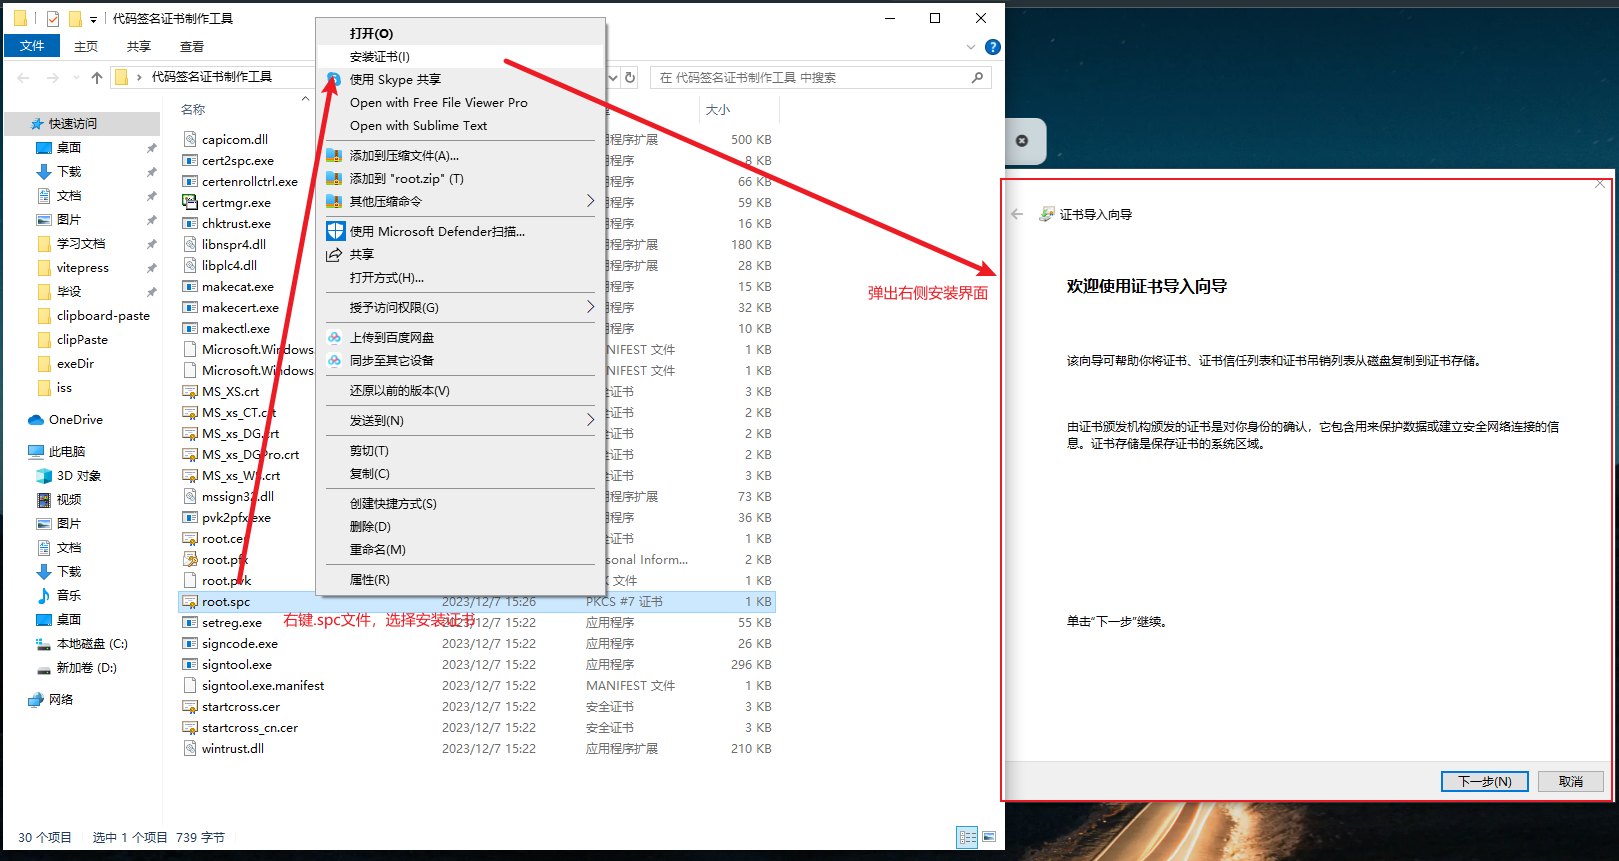 代码签名证书制作工具
文件 主页 共享 查看
代码签名证书制作工具
在 代码签名证书制作工具 中搜索
快速访问
桌面
下载
文档
图片
学习文档
vitepress
毕设
clipboard-paste
clipPaste
exeDir
iss
OneDrive
此电脑
3D 对象
视频
图片
文档
下载
音乐
桌面
本地磁盘 (C:)
新加卷 (D:)
网络
名称 大小
capicom.dll 程序扩展 500 KB
cert2spc.exe 程序 8 KB
certenrollctrl.exe 程序 66 KB
certmgr.exe 程序 59 KB
chktrust.exe 程序 16 KB
libnspr4.dll 程序扩展 180 KB
libplc4.dll 程序扩展 28 KB
makecat.exe 程序 15 KB
makecert.exe 程序 32 KB
makectl.exe 程序 10 KB
Microsoft.Windows. NIFEST 文件 1 KB
Microsoft.Windows. NIFEST 文件 1 KB
MS_XS.crt 证书 3 KB
MS_xs_CT.crt 证书 2 KB
MS_xs_DG.crt 证书 2 KB
MS_xs_DGPro.crt 证书 2 KB
MS_xs_WS.crt 证书 3 KB
mssign32.dll 程序扩展 73 KB
pvk2pfx.exe 程序 36 KB
root.cer 证书 1 KB
root.pfx sonal Inform... 2 KB
root.pvk 文件 1 KB
root.spc 2023/12/7 15:26 PKCS #7 证书 1 KB
setreg.exe 2023/12/7 15:22 应用程序 55 KB
signcode.exe 2023/12/7 15:22 应用程序 26 KB
signtool.exe 2023/12/7 15:22 应用程序 296 KB
signtool.exe.manifest 2023/12/7 15:22 MANIFEST 文件 1 KB
startcross.cer 2023/12/7 15:22 安全证书 3 KB
startcross_cn.cer 2023/12/7 15:22 安全证书 3 KB
wintrust.dll 2023/12/7 15:22 应用程序扩展 210 KB
右键.spc文件，选择安装证书
30 个项目 选中 1 个项目 739 字节
打开(O)
安装证书(I)
使用 Skype 共享
Open with Free File Viewer Pro
Open with Sublime Text
添加到压缩文件(A)...
添加到 "root.zip" (T)
其他压缩命令
使用 Microsoft Defender扫描...
共享
打开方式(H)...
授予访问权限(G)
上传到百度网盘
同步至其它设备
还原以前的版本(V)
发送到(N)
剪切(T)
复制(C)
创建快捷方式(S)
删除(D)
重命名(M)
属性(R)
弹出右侧安装界面
证书导入向导
欢迎使用证书导入向导
该向导可帮助你将证书、证书信任列表和证书吊销列表从磁盘复制到证书存储。
由证书颁发机构颁发的证书是对你身份的确认，它包含用来保护数据或建立安全网络连接的信
息。证书存储是保存证书的系统区域。
单击“下一步”继续。
下一步(N) 取消